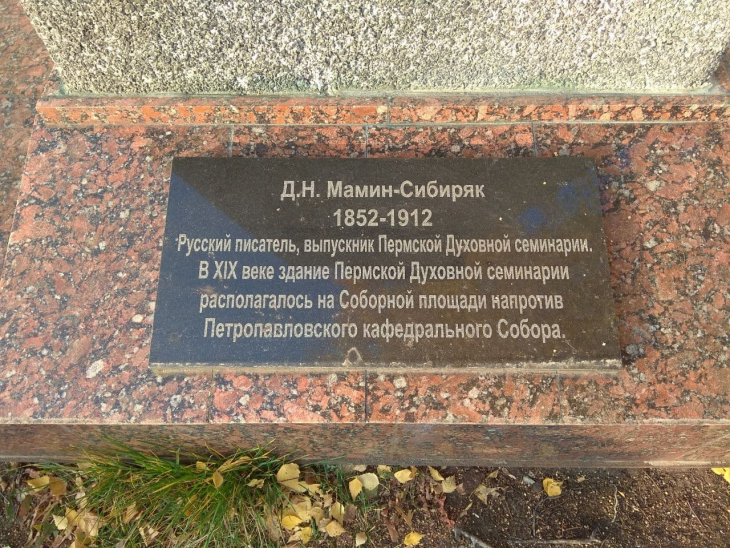 Д.Н. Мамин-Сибиряк
1852-1912
Русский писатель, выпускник Пермской Духовной семинарии.
В XIX веке здание Пермской Духовной семинарии
располагалось на Соборной площади напротив
Петропавловского кафедрального Собора.